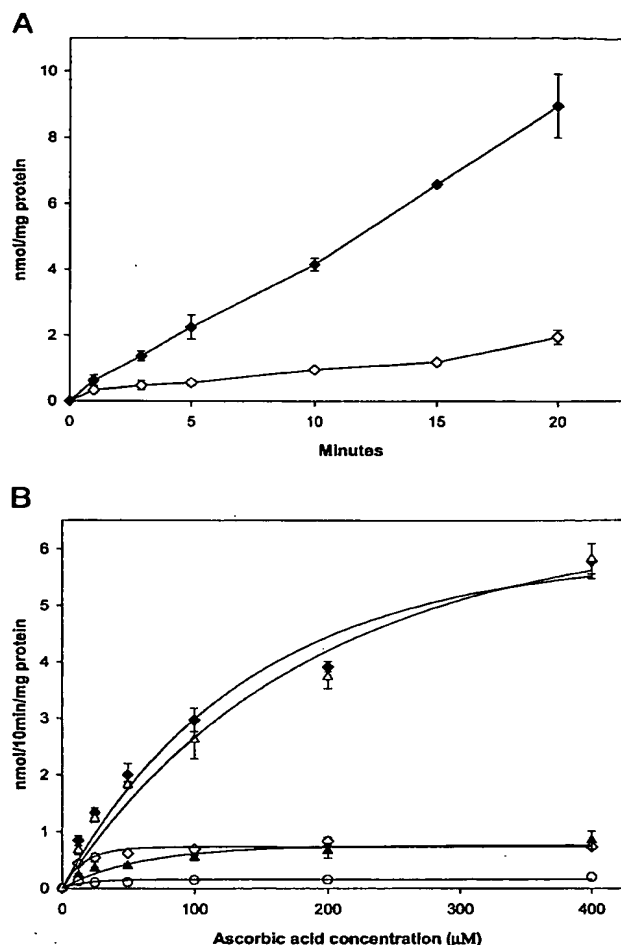 A
nmol/mg protein
10
8
6
4
2
0
0 5 10 15 20
Minutes
B
nmol/10min/mg protein
6
5
4
3
2
1
0
0 100 200 300 400
Ascorbic acid concentration (µM)